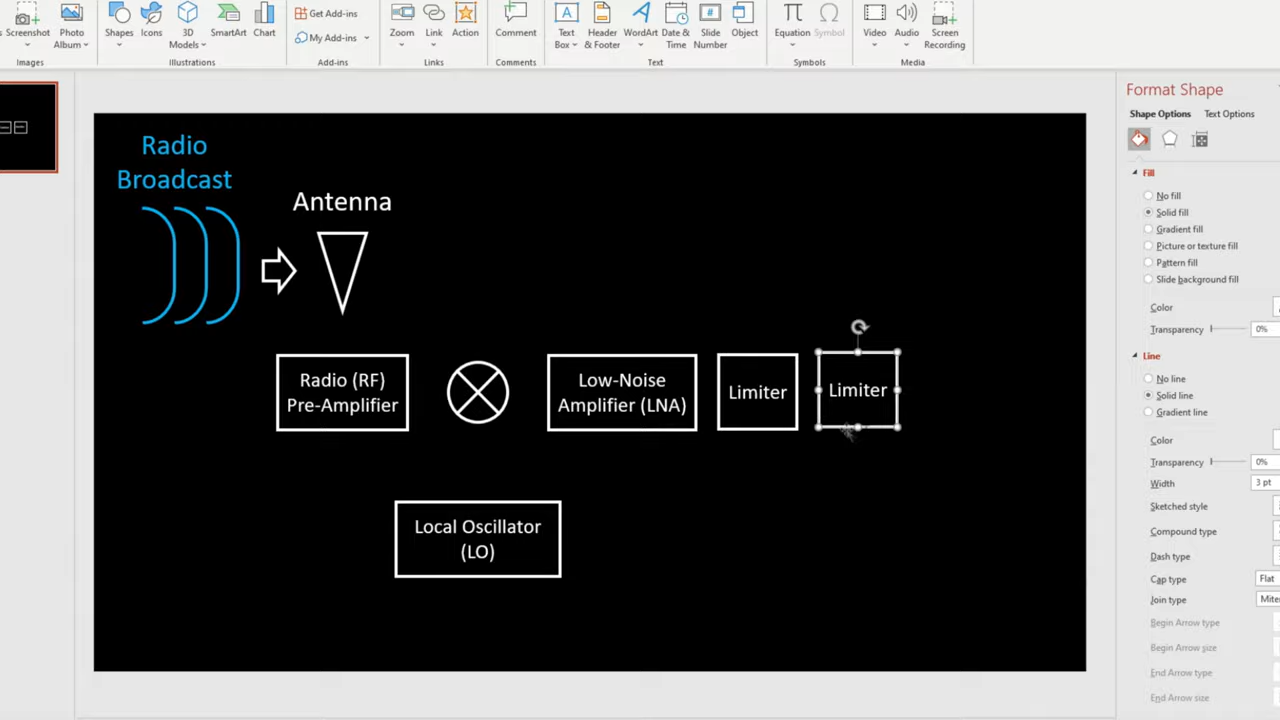 s
Screenshot
Photo
Album
Images
Shapes
Icons
3D
Models
SmartArt
Chart
Illustrations
Get Add-ins
My Add-ins
Add-ins
Zoom
Link
Action
Links
Comment
Comments
Text
Box
Header
& Footer
WordArt
Date &
Time
Slide
Number
Object
Text
Equation
Symbol
Symbols
Video
Audio
Screen
Recording
Media
Radio
Broadcast
Antenna
Radio (RF)
Pre-Amplifier
Low-Noise
Amplifier (LNA)
Limiter
Limiter
Local Oscillator
(LO)
Format Shape
Shape Options
Text Options
Fill
No fill
Solid fill
Gradient fill
Picture or texture fill
Pattern fill
Slide background fill
Color
Transparency
0%
Line
No line
Solid line
Gradient line
Color
Transparency
0%
Width
3 pt
Sketched style
Compound type
Dash type
Cap type
Flat
Join type
Mite
Begin Arrow type
Begin Arrow size
End Arrow type
End Arrow size